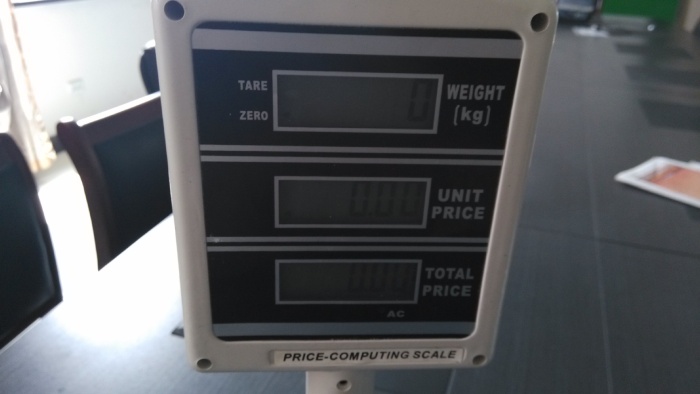 TARE
ZERO
0
WEIGHT
(kg)
0.00
UNIT
PRICE
0.00
TOTAL
PRICE
AC
PRICE-COMPUTING SCALE